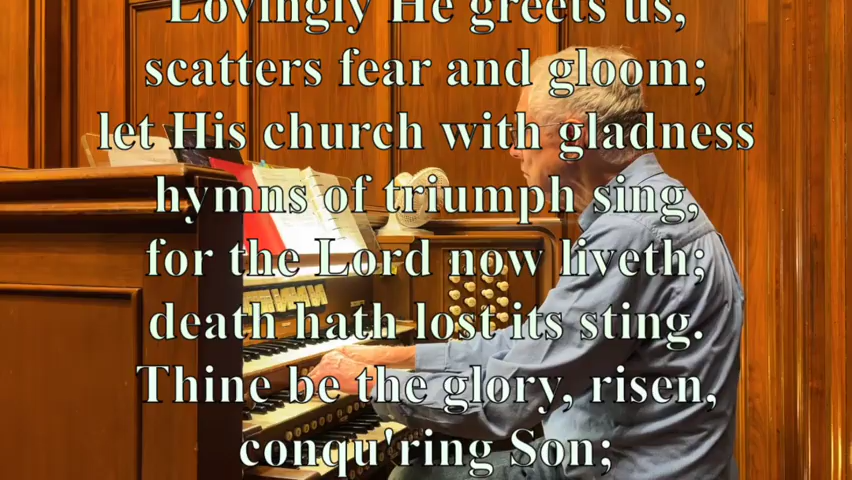 Lovingly He greets us,
scatters fear and gloom;
let His church with gladness
hymns of triumph sing,
for the Lord now liveth;
death hath lost its sting.
Thine be the glory, risen,
conqu'ring Son;